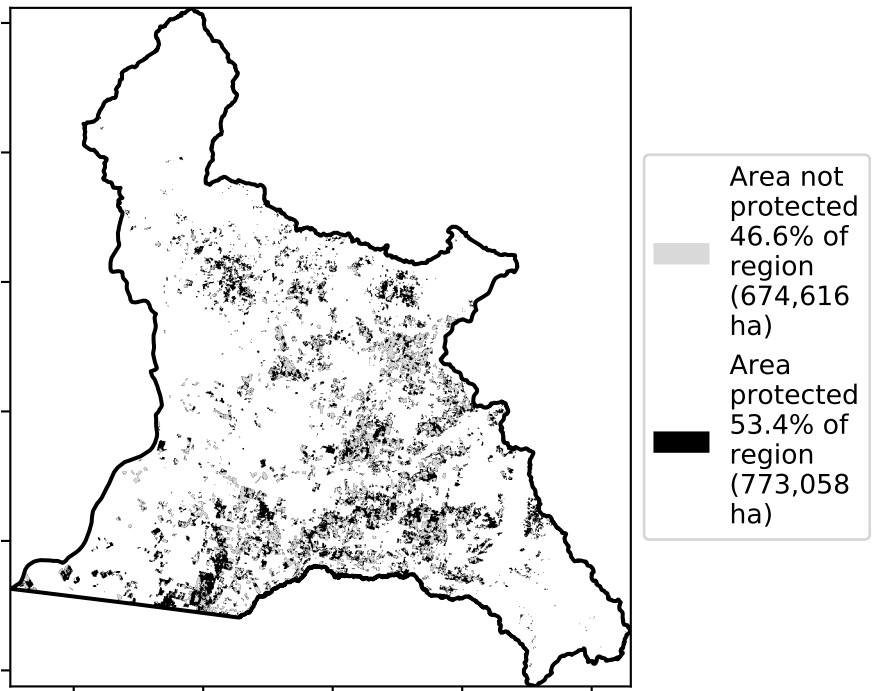 Area not
protected
46.6% of
region
(674,616
ha)
Area
protected
53.4% of
region
(773,058
ha)